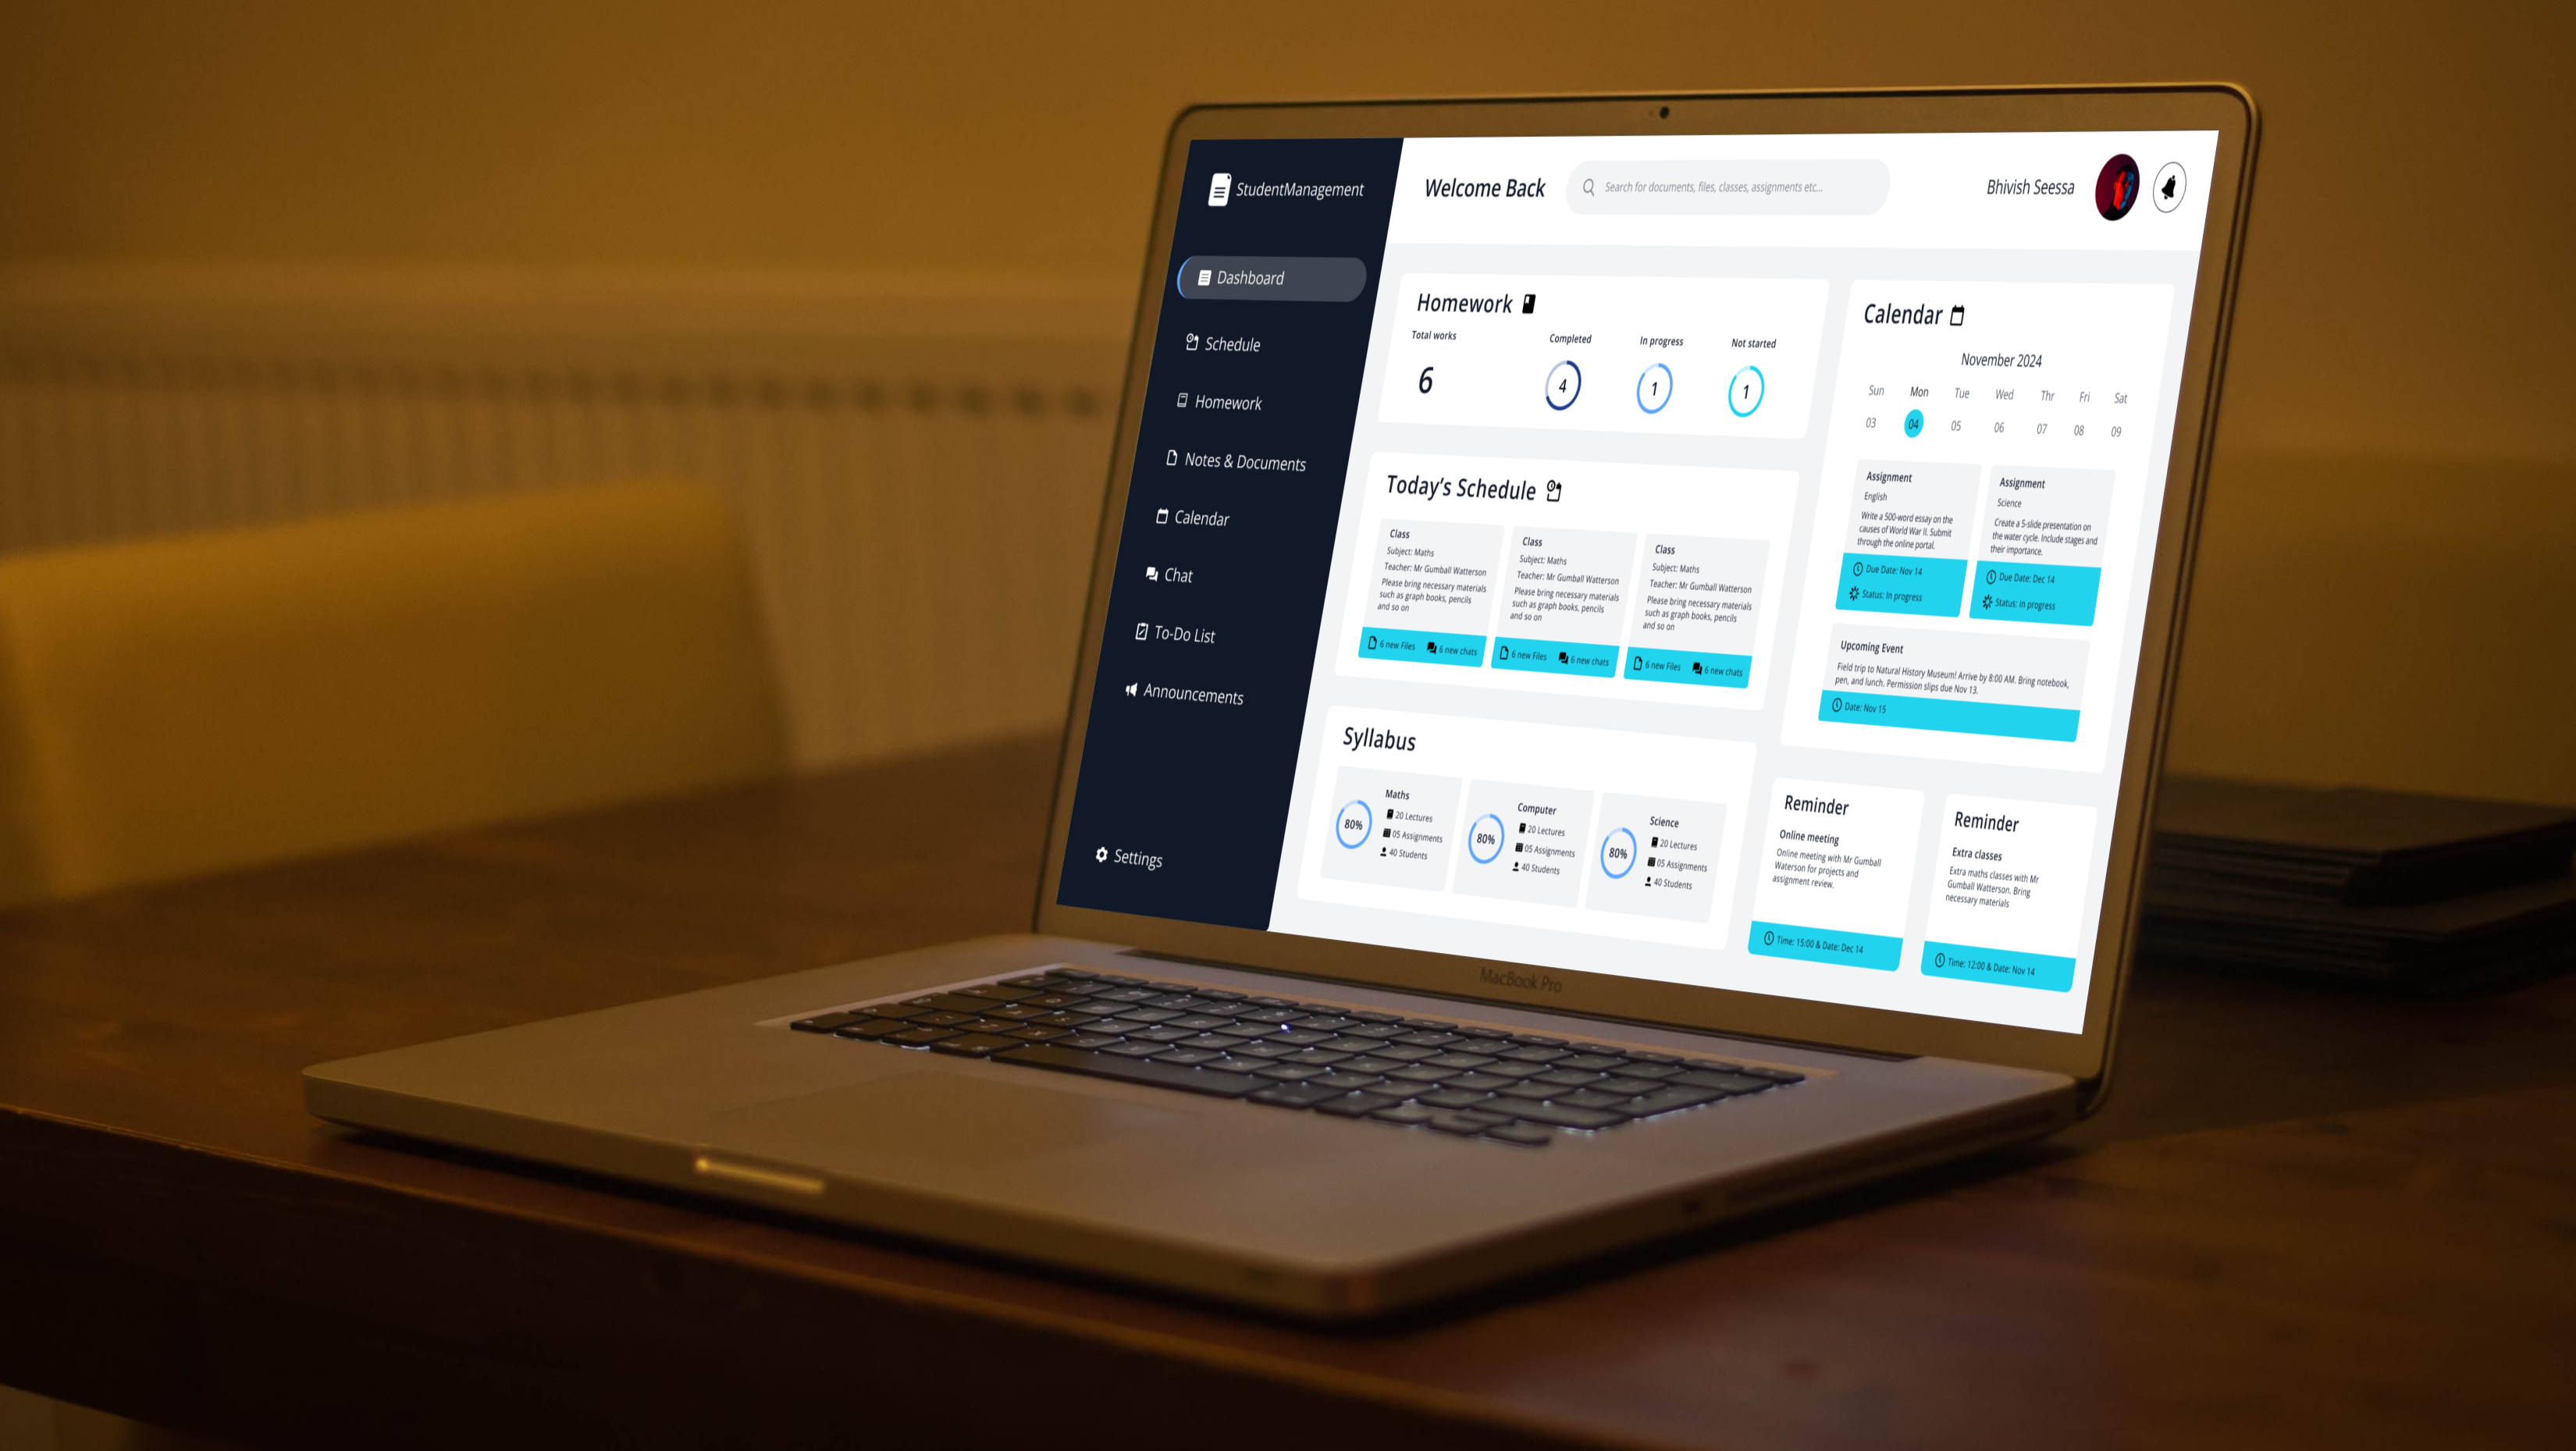 StudentManagement
Dashboard
Schedule
Homework
Notes & Documents
Calendar
Chat
To-Do List
Announcements
Settings
Welcome Back
Search for documents, files, classes, assignments etc...
Bhivish Seessa
Homework
Total works
Completed
In progress
Not started
6
4
1
1
Today's Schedule
Class
Subject: Maths
Teacher: Mr Gumball Watterson
Please bring necessary materials
such as graph books, pencils
and so on
6 new Files
6 new chats
Class
Subject: Maths
Teacher: Mr Gumball Watterson
Please bring necessary materials
such as graph books, pencils
and so on
6 new Files
6 new chats
Class
Subject: Maths
Teacher: Mr Gumball Watterson
Please bring necessary materials
such as graph books, pencils
and so on
6 new Files
6 new chats
Syllabus
80%
Maths
20 Lectures
05 Assignments
40 Students
80%
Computer
20 Lectures
05 Assignments
40 Students
80%
Science
20 Lectures
05 Assignments
40 Students
Calendar
November 2024
Sun Mon Tue Wed Thr Fri Sat
03 04 05 06 07 08 09
Assignment
English
Write a 500-word essay on the
causes of World War II. Submit
through the online portal.
Due Date: Nov 14
Status: In progress
Assignment
Science
Create a 5-slide presentation on
the water cycle. Include stages and
their importance.
Due Date: Dec 14
Status: In progress
Upcoming Event
Field trip to Natural History Museum! Arrive by 8:00 AM. Bring notebook,
pen, and lunch. Permission slips due Nov 13.
Date: Nov 15
Reminder
Online meeting
Online meeting with Mr Gumball
Waterson for projects and
assignment review.
Time: 15:00 & Date: Dec 14
Reminder
Extra classes
Extra maths classes with Mr
Gumball Watterson. Bring
necessary materials
Time: 12:00 & Date: Nov 14
MacBook Pro